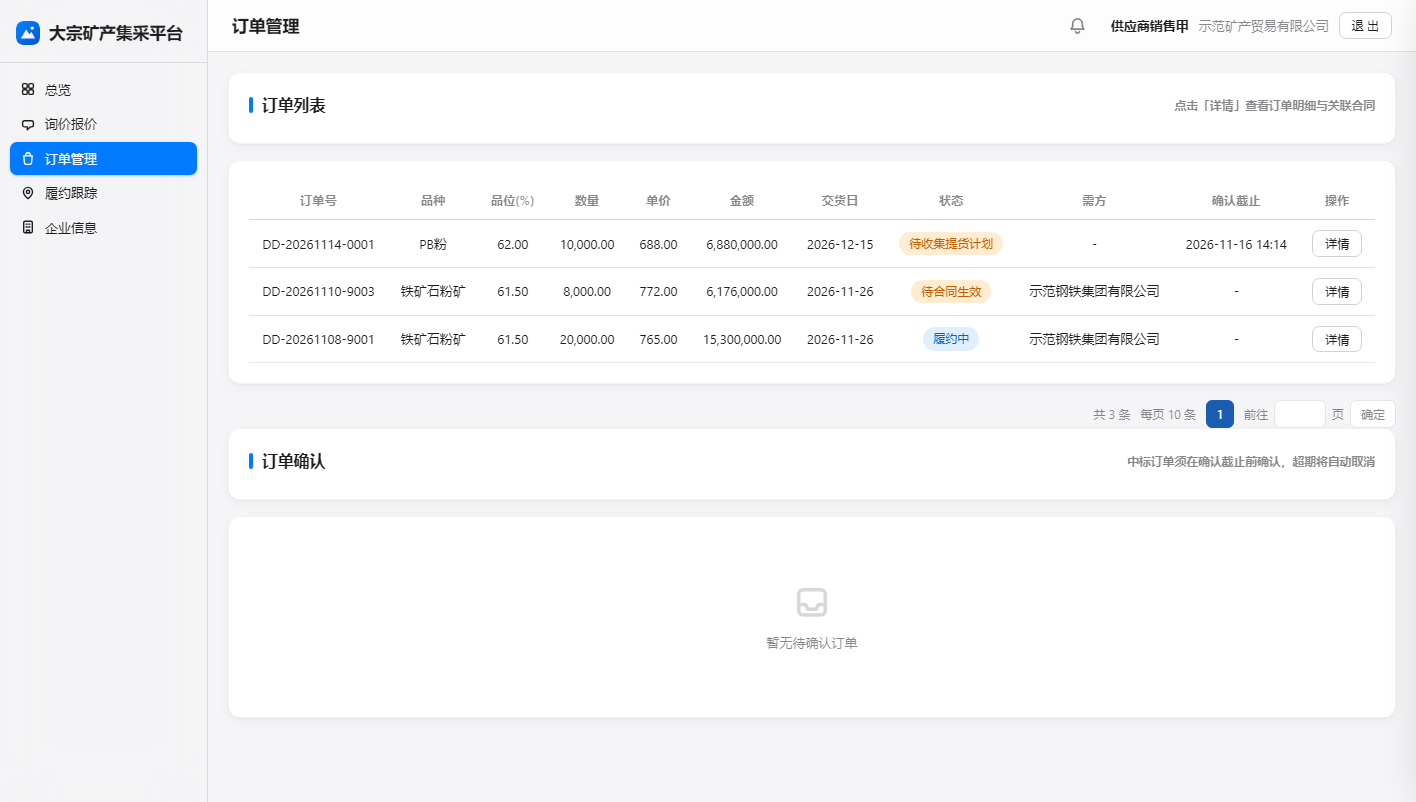 大宗矿产集采平台
订单管理
供应商销售甲 示范矿产贸易有限公司 退 出
总览
询价报价
订单管理
履约跟踪
企业信息
订单列表
点击「详情」查看订单明细与关联合同
订单号 品种 品位(%) 数量 单价 金额 交货日 状态 需方 确认截止 操作
DD-20261114-0001 PB粉 62.00 10,000.00 688.00 6,880,000.00 2026-12-15 待收集提货计划 - 2026-11-16 14:14 详情
DD-20261110-9003 铁矿石粉矿 61.50 8,000.00 772.00 6,176,000.00 2026-11-26 待合同生效 示范钢铁集团有限公司 - 详情
DD-20261108-9001 铁矿石粉矿 61.50 20,000.00 765.00 15,300,000.00 2026-11-26 履约中 示范钢铁集团有限公司 - 详情
共 3 条 每页 10 条 1 前往 页 确定
订单确认
中标订单须在确认截止前确认，超期将自动取消
暂无待确认订单